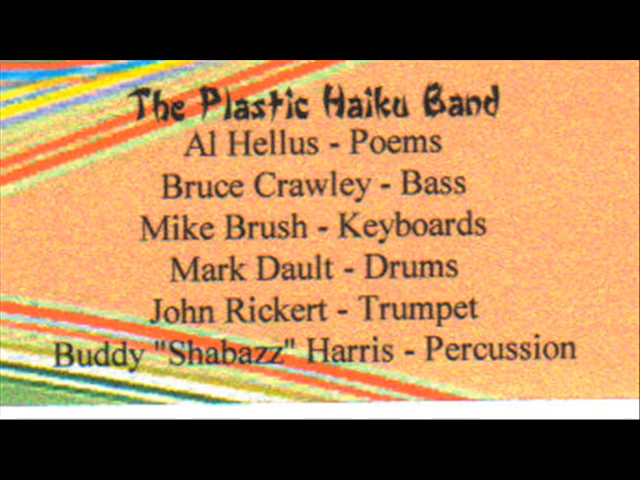 The Plastic Haiku Band
Al Hellus - Poems
Bruce Crawley - Bass
Mike Brush - Keyboards
Mark Dault - Drums
John Rickert - Trumpet
Buddy "Shabazz" Harris - Percussion